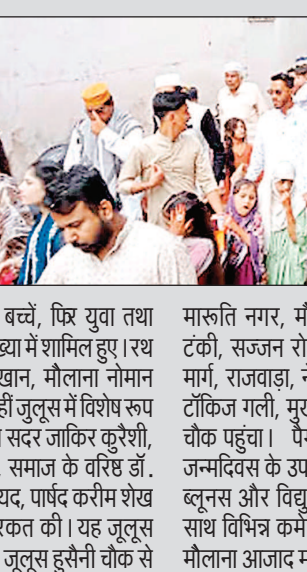 बच्चें, फिर युवा तथा
ख्या में शामिल हुए । रथ
खान, मौलाना नोमान
हीं जुलूस में विशेष रूप
सदर जाकिर कुरैशी,
समाज के वरिष्ठ डॉ.
यद, पार्षद करीम शेख
रकत की । यह जुलूस
जुलूस हुसैनी चौक से
मारूति नगर, मौ
टंकी, सज्जन रो
मार्ग, राजवाड़ा,
टॉकिज गली, मुख
चौक पहुंचा । पै
जन्मदिवस के उप
ब्लूनस और विद्यु
साथ विभिन्न कमे
मौलाना आजाद म